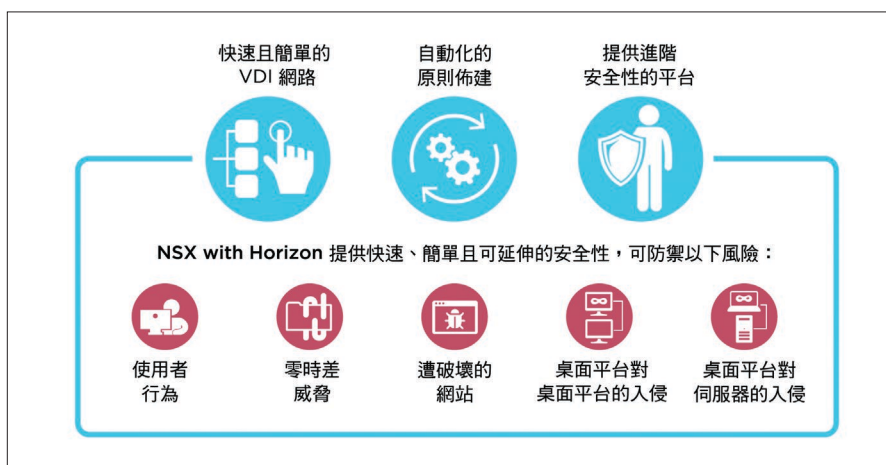 快速且簡單的
VDI 網路
自動化的
原則佈建
提供進階
安全性的平台
NSX with Horizon 提供快速、簡單且可延伸的安全性，可防禦以下風險：
使用者
行為
零時差
威脅
遭破壞的
網站
桌面平台對
桌面平台的入侵
桌面平台對
伺服器的入侵